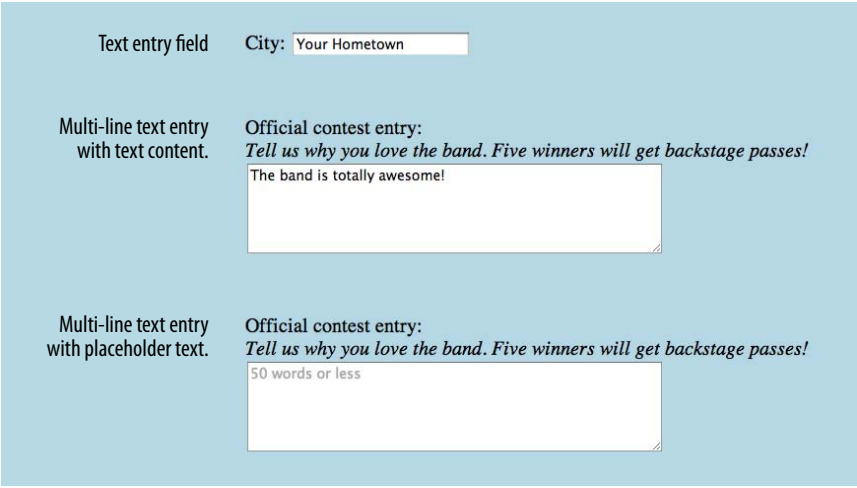 Text entry field
City: Your Hometown
Multi-line text entry
with text content.
Official contest entry:
Tell us why you love the band. Five winners will get backstage passes!
The band is totally awesome!
Multi-line text entry
with placeholder text.
Official contest entry:
Tell us why you love the band. Five winners will get backstage passes!
50 words or less